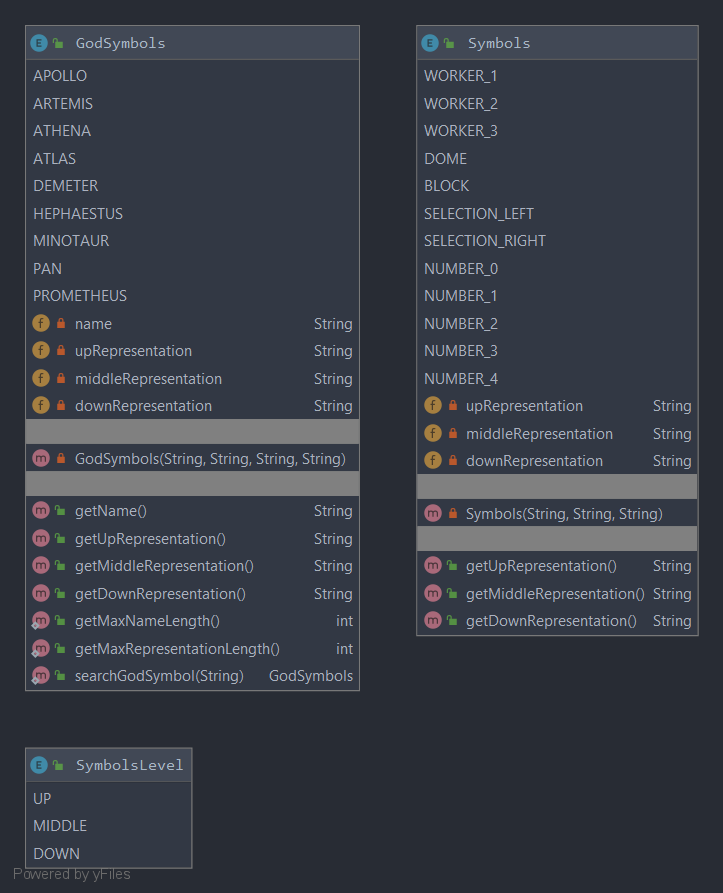 E GodSymbols
APOLLO
ARTEMIS
ATHENA
ATLAS
DEMETER
HEPHAESTUS
MINOTAUR
PAN
PROMETHEUS
f name String
f upRepresentation String
f middleRepresentation String
f downRepresentation String
m GodSymbols(String, String, String, String)
m getName() String
m getUpRepresentation() String
m getMiddleRepresentation() String
m getDownRepresentation() String
m getMaxNameLength() int
m getMaxRepresentationLength() int
m searchGodSymbol(String) GodSymbols
E Symbols
WORKER_1
WORKER_2
WORKER_3
DOME
BLOCK
SELECTION_LEFT
SELECTION_RIGHT
NUMBER_0
NUMBER_1
NUMBER_2
NUMBER_3
NUMBER_4
f upRepresentation String
f middleRepresentation String
f downRepresentation String
m Symbols(String, String, String)
m getUpRepresentation() String
m getMiddleRepresentation() String
m getDownRepresentation() String
E SymbolsLevel
UP
MIDDLE
DOWN
Powered by yFiles